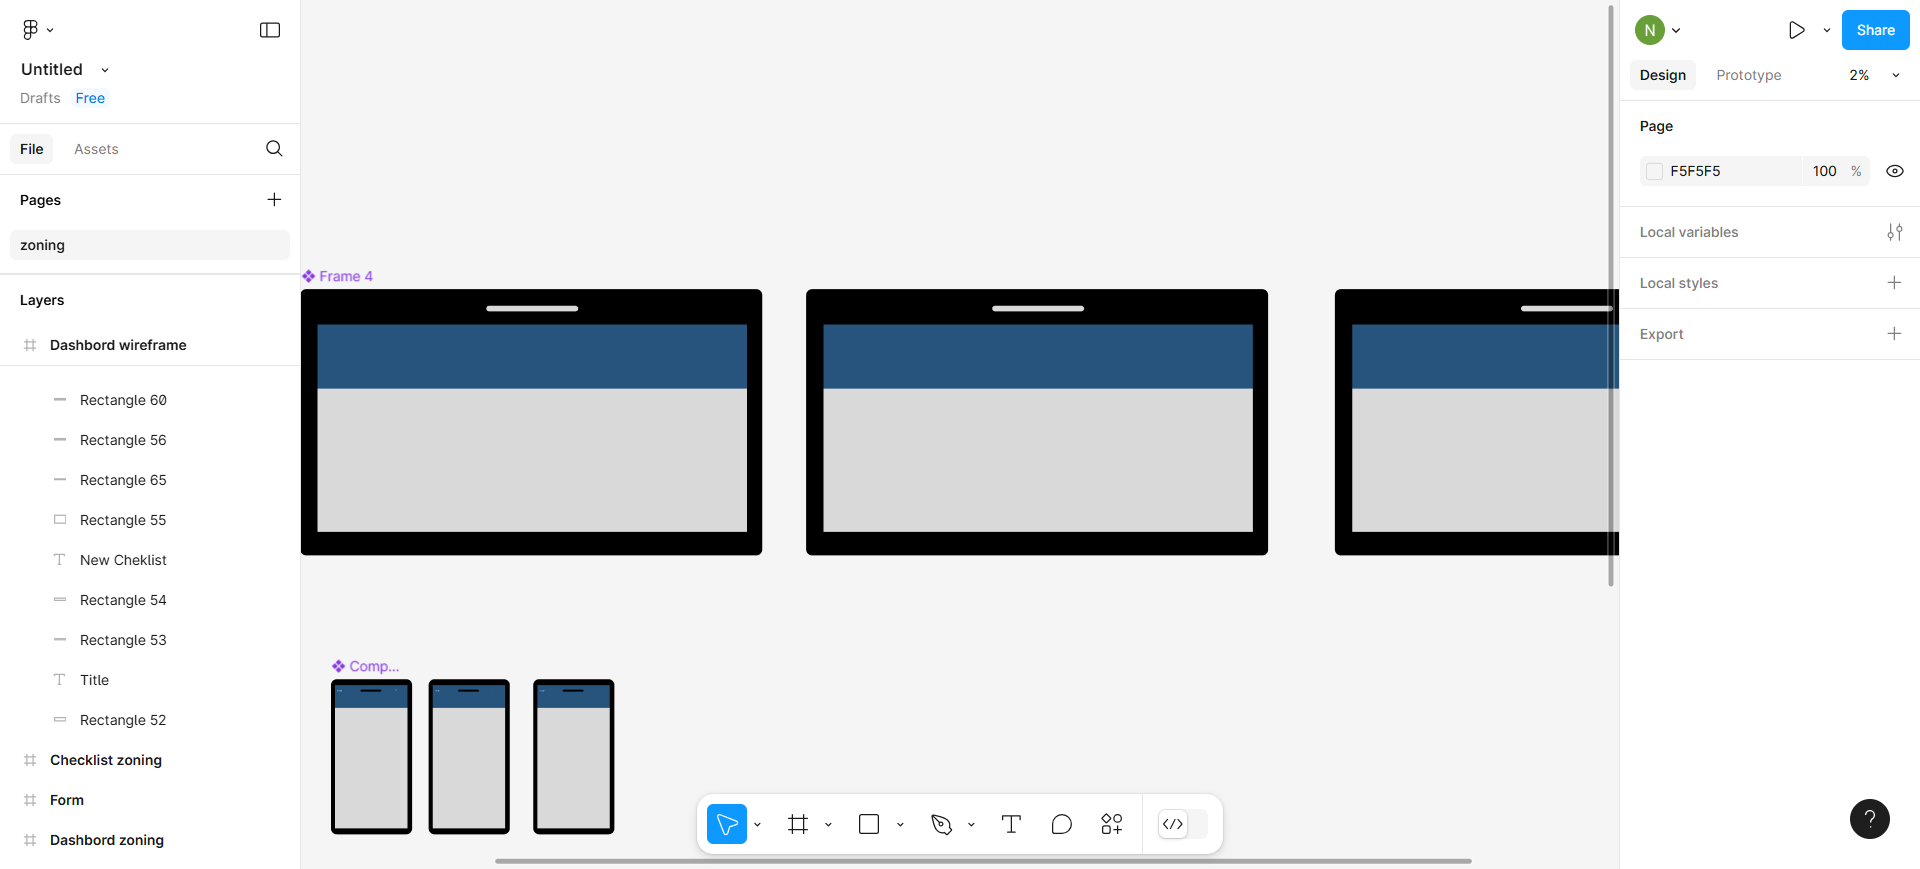 Untitled
Drafts Free
File Assets
Pages
zoning
Layers
Dashbord wireframe
Rectangle 60
Rectangle 56
Rectangle 65
Rectangle 55
New Cheklist
Rectangle 54
Rectangle 53
Title
Rectangle 52
Checklist zoning
Form
Dashbord zoning
Frame 4
Comp...
N
Share
Design Prototype 2%
Page
F5F5F5 100 %
Local variables
Local styles
Export
?